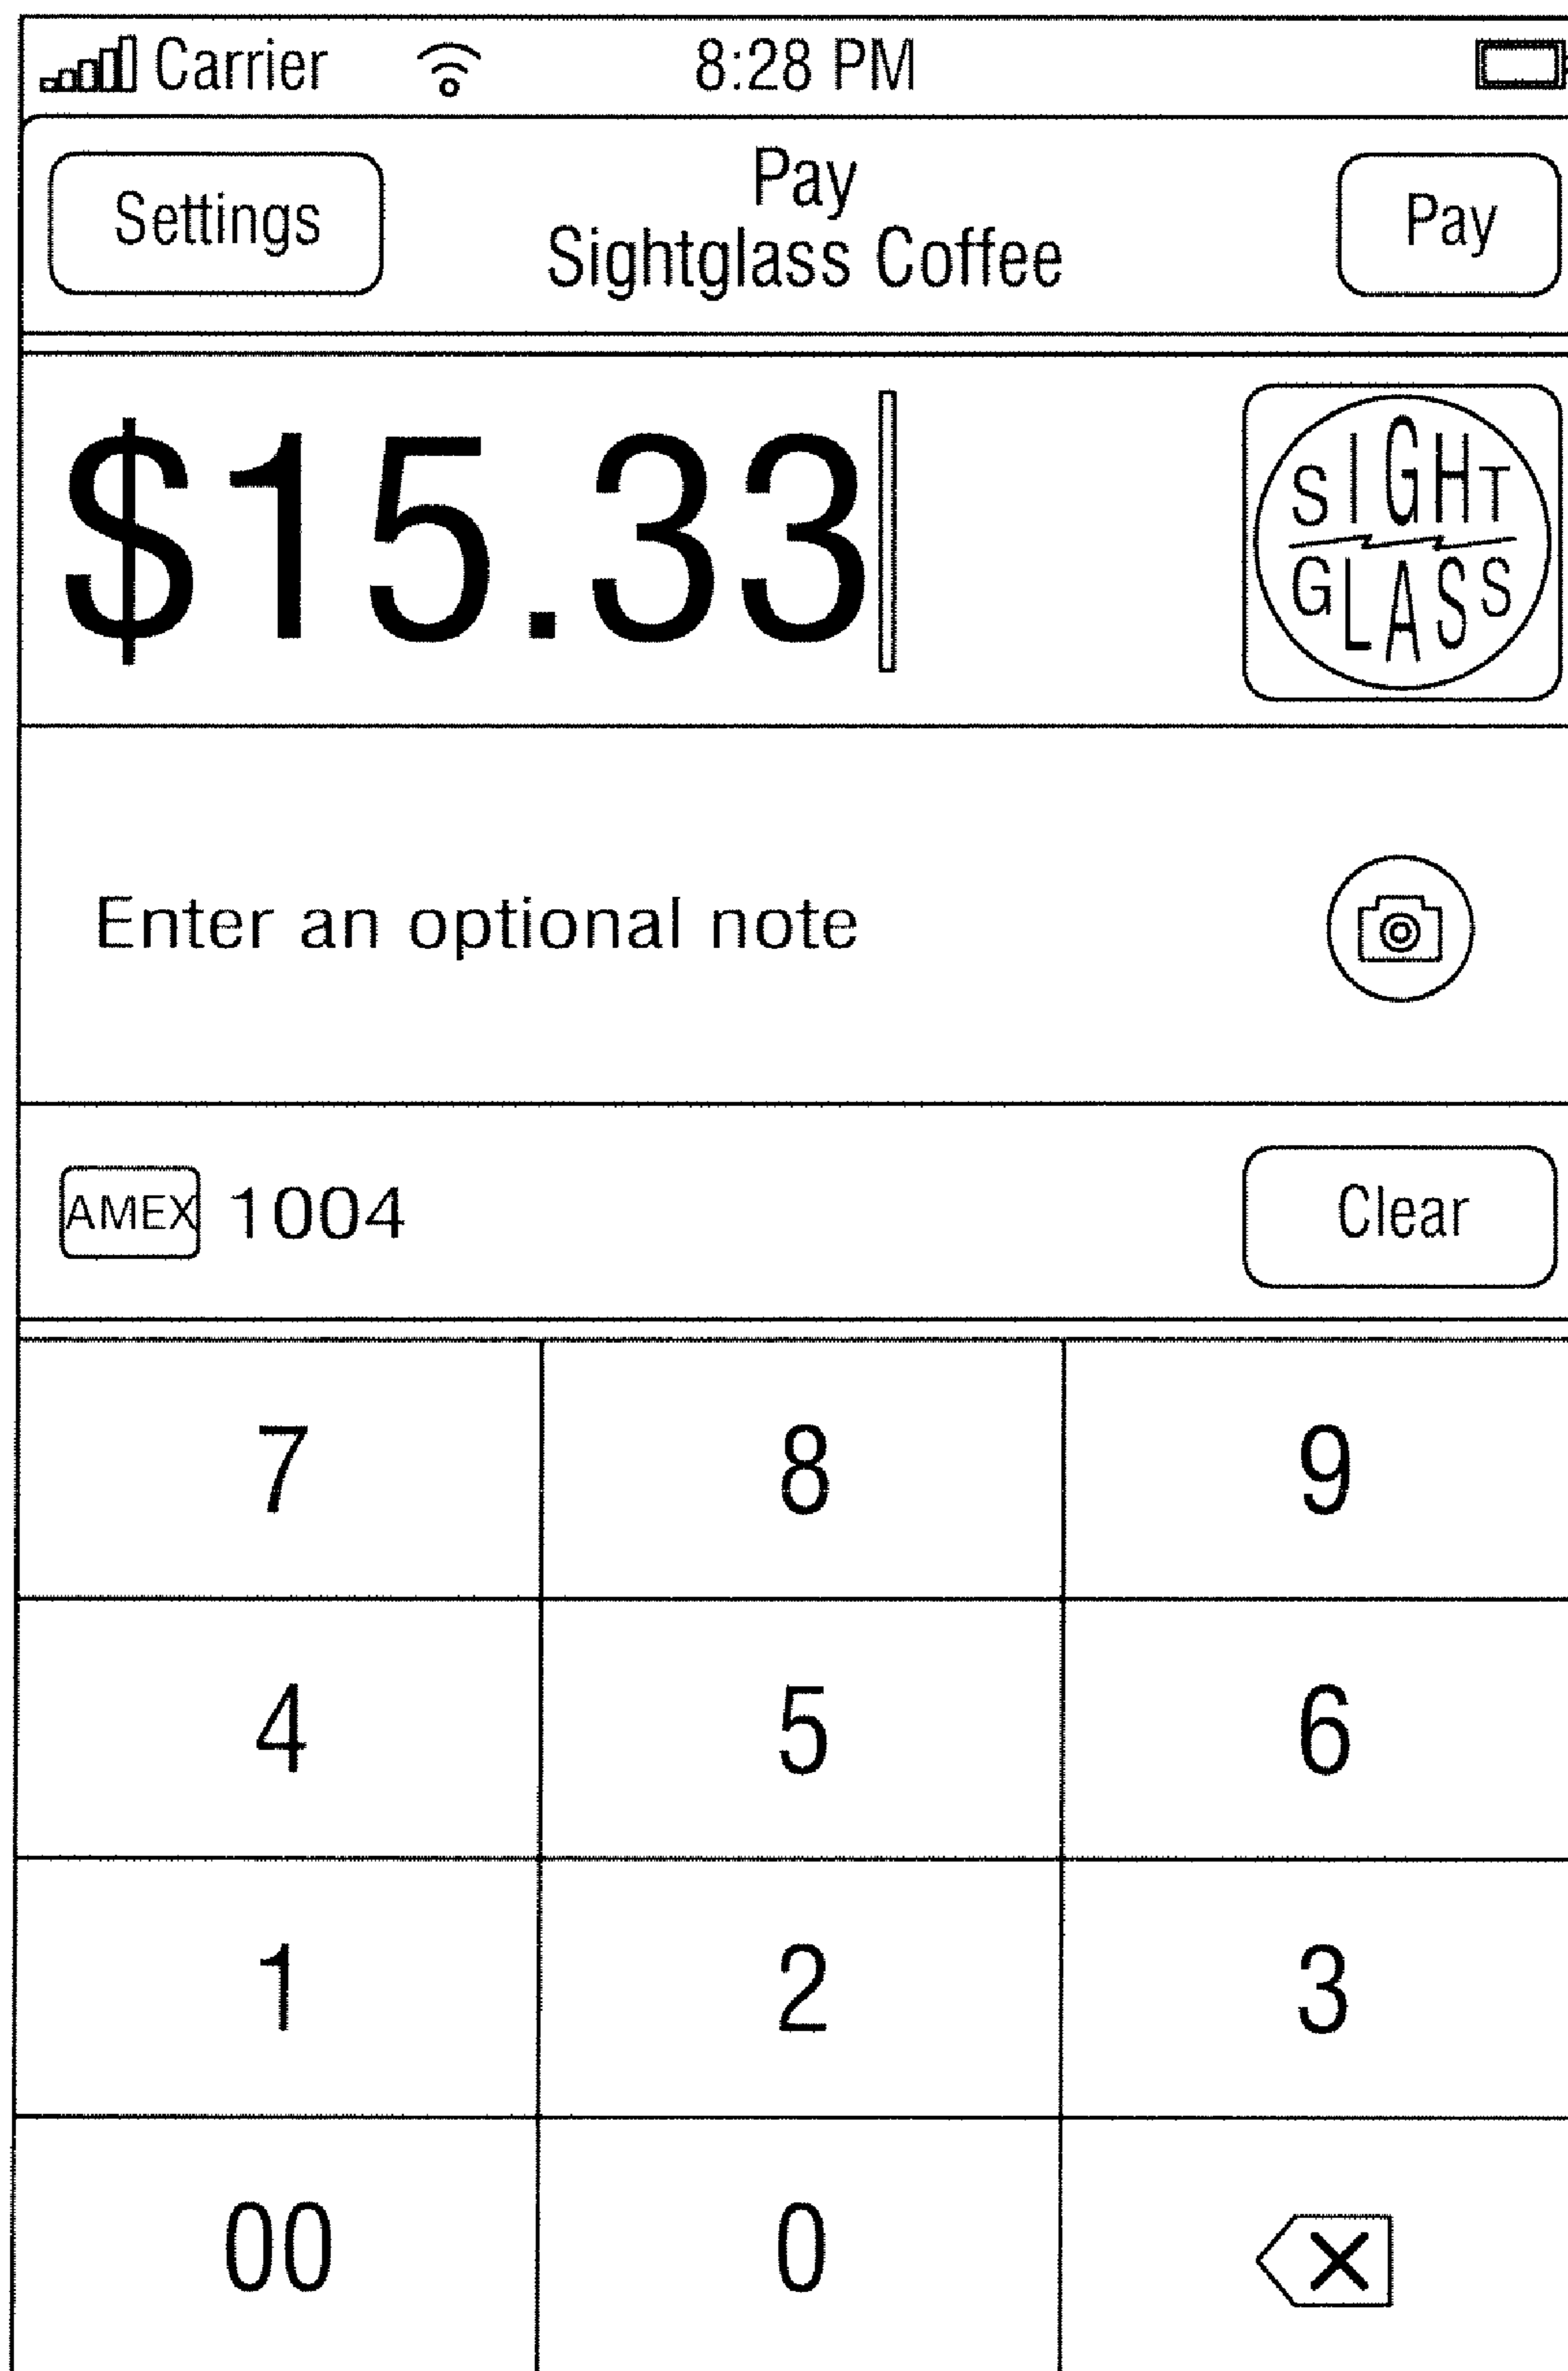 Carrier 8:28 PM
Settings Pay Pay
Sightglass Coffee
$15.33
SIGHT
GLASS
Enter an optional note
AMEX 1004 Clear
7 8 9
4 5 6
1 2 3
00 0 X